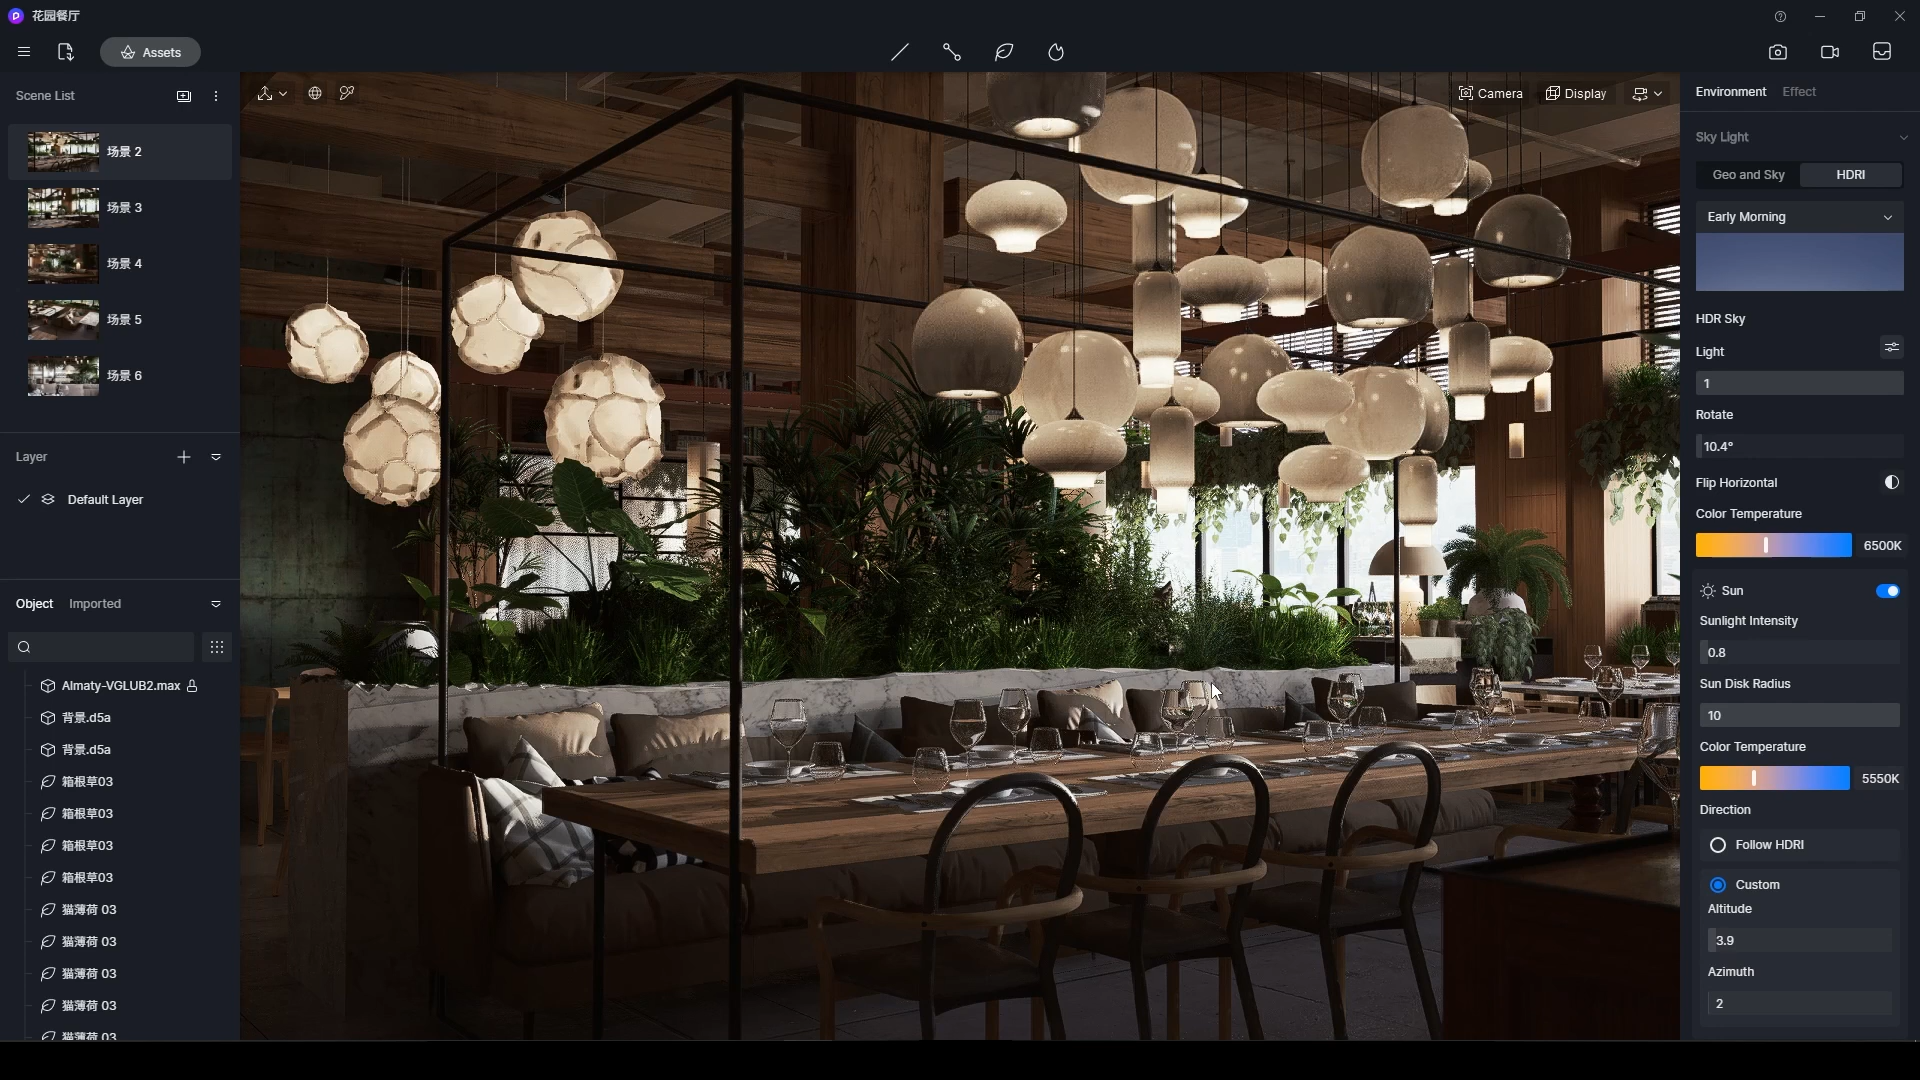 花园餐厅
Assets
Scene List
场景 2
场景 3
场景 4
场景 5
场景 6
Layer
Default Layer
Object
Imported
Almaty-VGLUB2.max
背景.d5a
背景.d5a
箱根草03
箱根草03
箱根草03
箱根草03
猫薄荷 03
猫薄荷 03
猫薄荷 03
猫薄荷 03
猫薄荷 03
Camera
Display
Environment
Effect
Sky Light
Geo and Sky
HDRI
Early Morning
HDR Sky
Light
1
Rotate
10.4°
Flip Horizontal
Color Temperature
6500K
Sun
Sunlight Intensity
0.8
Sun Disk Radius
10
Color Temperature
5550K
Direction
Follow HDRI
Custom
Altitude
3.9
Azimuth
2